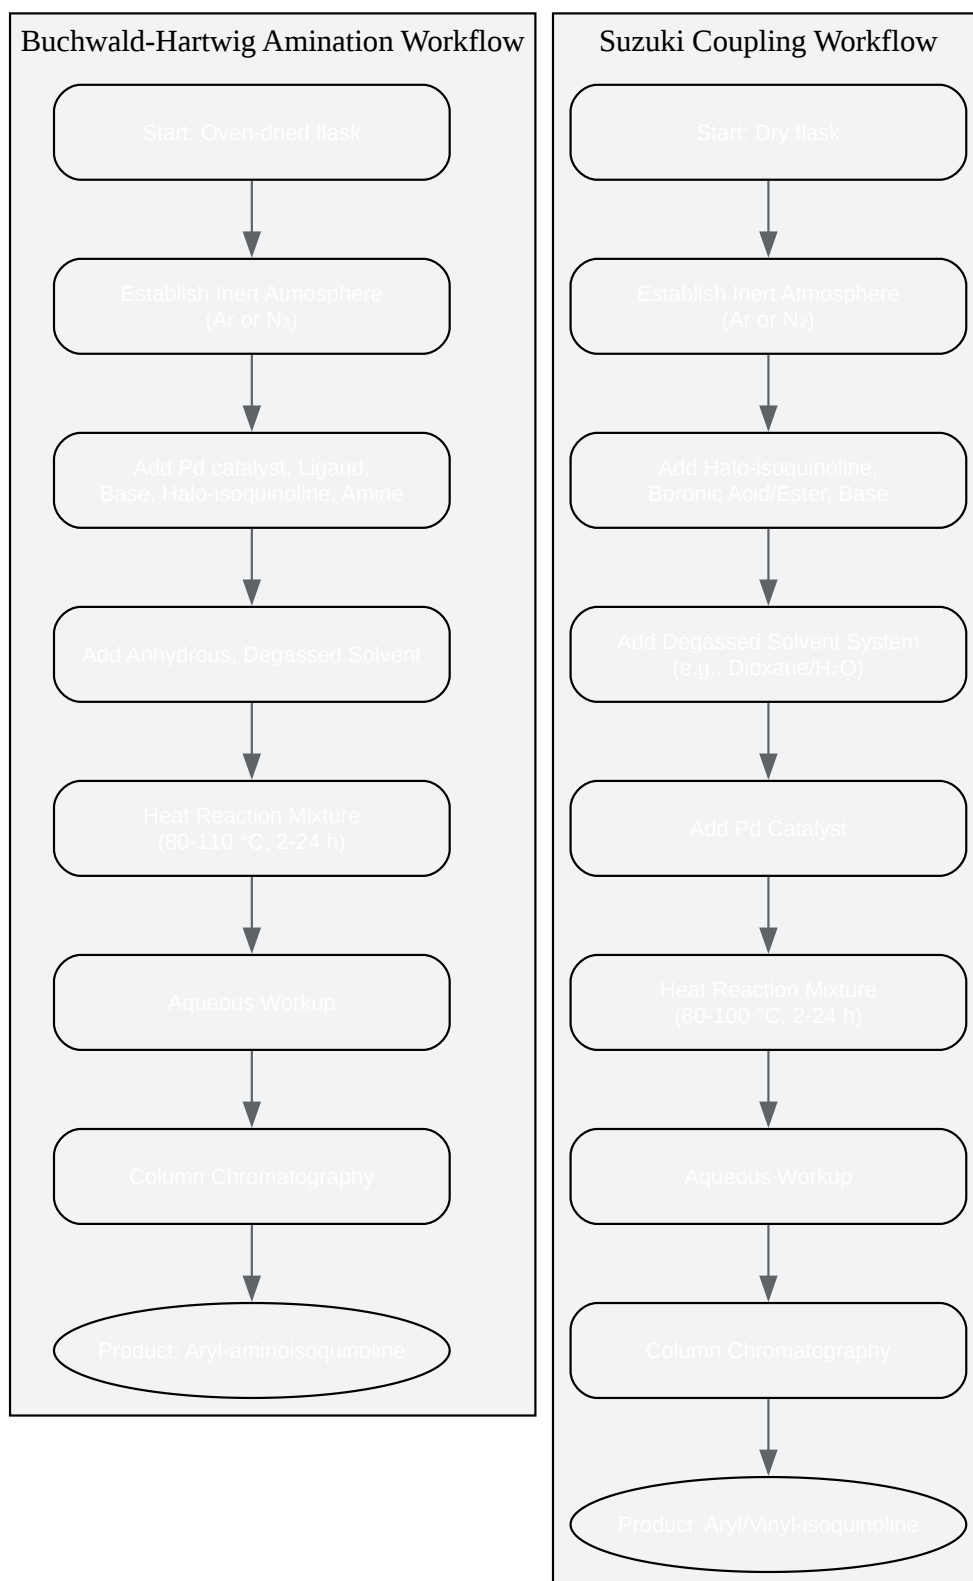 Buchwald-Hartwig Amination Workflow
Start: Oven-dried flask
Establish Inert Atmosphere
(Ar or N₂)
Add Pd catalyst, Ligand,
Base, Halo-isoquinoline, Amine
Add Anhydrous, Degassed Solvent
Heat Reaction Mixture
(80-110 °C, 2-24 h)
Aqueous Workup
Column Chromatography
Product: Aryl-aminoisoquinoline
Suzuki Coupling Workflow
Start: Dry flask
Establish Inert Atmosphere
(Ar or N₂)
Add Halo-isoquinoline,
Boronic Acid/Ester, Base
Add Degassed Solvent System
(e.g., Dioxane/H₂O)
Add Pd Catalyst
Heat Reaction Mixture
(80-100 °C, 2-24 h)
Aqueous Workup
Column Chromatography
Product: Aryl/Vinyl-isoquinoline